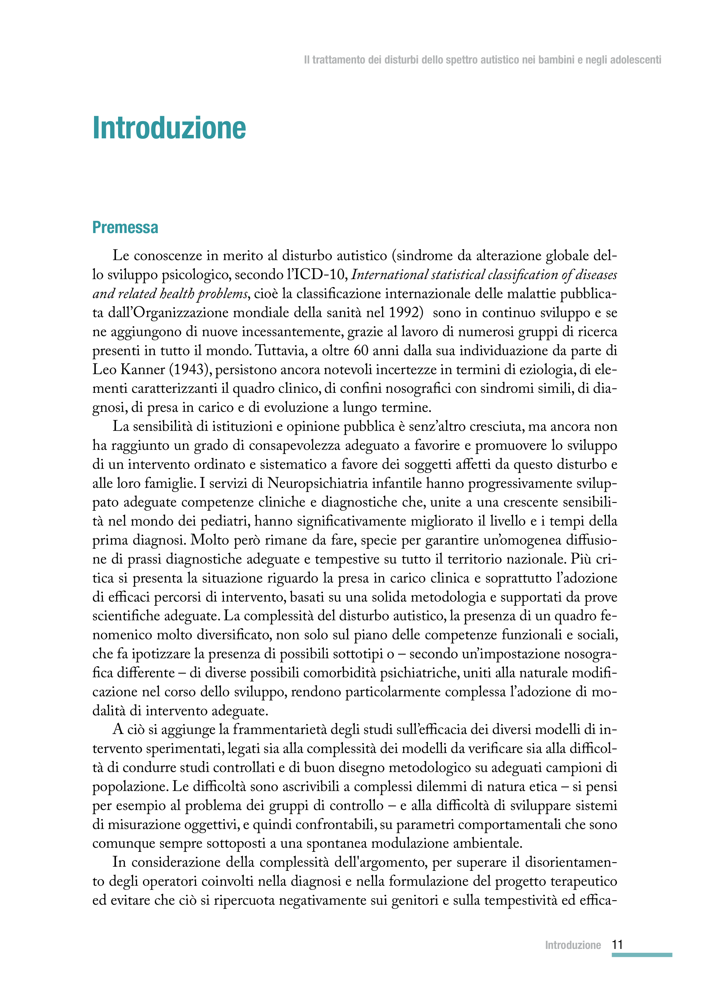 Il trattamento dei disturbi dello spettro autistico nei bambini e negli adolescenti
Introduzione
Premessa
Le conoscenze in merito al disturbo autistico (sindrome da alterazione globale del-
lo sviluppo psicologico, secondo l’ICD-10, International statistical classification of diseases
and related health problems, cioè la classificazione internazionale delle malattie pubblica-
ta dall’Organizzazione mondiale della sanità nel 1992)  sono in continuo sviluppo e se
ne aggiungono di nuove incessantemente, grazie al lavoro di numerosi gruppi di ricerca
presenti in tutto il mondo. Tuttavia, a oltre 60 anni dalla sua individuazione da parte di
Leo Kanner (1943), persistono ancora notevoli incertezze in termini di eziologia, di ele-
menti caratterizzanti il quadro clinico, di confini nosografici con sindromi simili, di dia-
gnosi, di presa in carico e di evoluzione a lungo termine.
La sensibilità di istituzioni e opinione pubblica è senz’altro cresciuta, ma ancora non
ha raggiunto un grado di consapevolezza adeguato a favorire e promuovere lo sviluppo
di un intervento ordinato e sistematico a favore dei soggetti affetti da questo disturbo e
alle loro famiglie. I servizi di Neuropsichiatria infantile hanno progressivamente svilup-
pato adeguate competenze cliniche e diagnostiche che, unite a una crescente sensibili-
tà nel mondo dei pediatri, hanno significativamente migliorato il livello e i tempi della
prima diagnosi. Molto però rimane da fare, specie per garantire un’omogenea diffusio-
ne di prassi diagnostiche adeguate e tempestive su tutto il territorio nazionale. Più cri-
tica si presenta la situazione riguardo la presa in carico clinica e soprattutto l’adozione
di efficaci percorsi di intervento, basati su una solida metodologia e supportati da prove
scientifiche adeguate. La complessità del disturbo autistico, la presenza di un quadro fe-
nomenico molto diversificato, non solo sul piano delle competenze funzionali e sociali,
che fa ipotizzare la presenza di possibili sottotipi o – secondo un’impostazione nosogra-
fica differente – di diverse possibili comorbidità psichiatriche, uniti alla naturale modifi-
cazione nel corso dello sviluppo, rendono particolarmente complessa l’adozione di mo-
dalità di intervento adeguate.
A ciò si aggiunge la frammentarietà degli studi sull’efficacia dei diversi modelli di in-
tervento sperimentati, legati sia alla complessità dei modelli da verificare sia alla difficol-
tà di condurre studi controllati e di buon disegno metodologico su adeguati campioni di
popolazione. Le difficoltà sono ascrivibili a complessi dilemmi di natura etica – si pensi
per esempio al problema dei gruppi di controllo – e alla difficoltà di sviluppare sistemi
di misurazione oggettivi, e quindi confrontabili, su parametri comportamentali che sono
comunque sempre sottoposti a una spontanea modulazione ambientale.
In considerazione della complessità dell'argomento, per superare il disorientamen-
to degli operatori coinvolti nella diagnosi e nella formulazione del progetto terapeutico
ed evitare che ciò si ripercuota negativamente sui genitori e sulla tempestività ed effica-
Introduzione 11